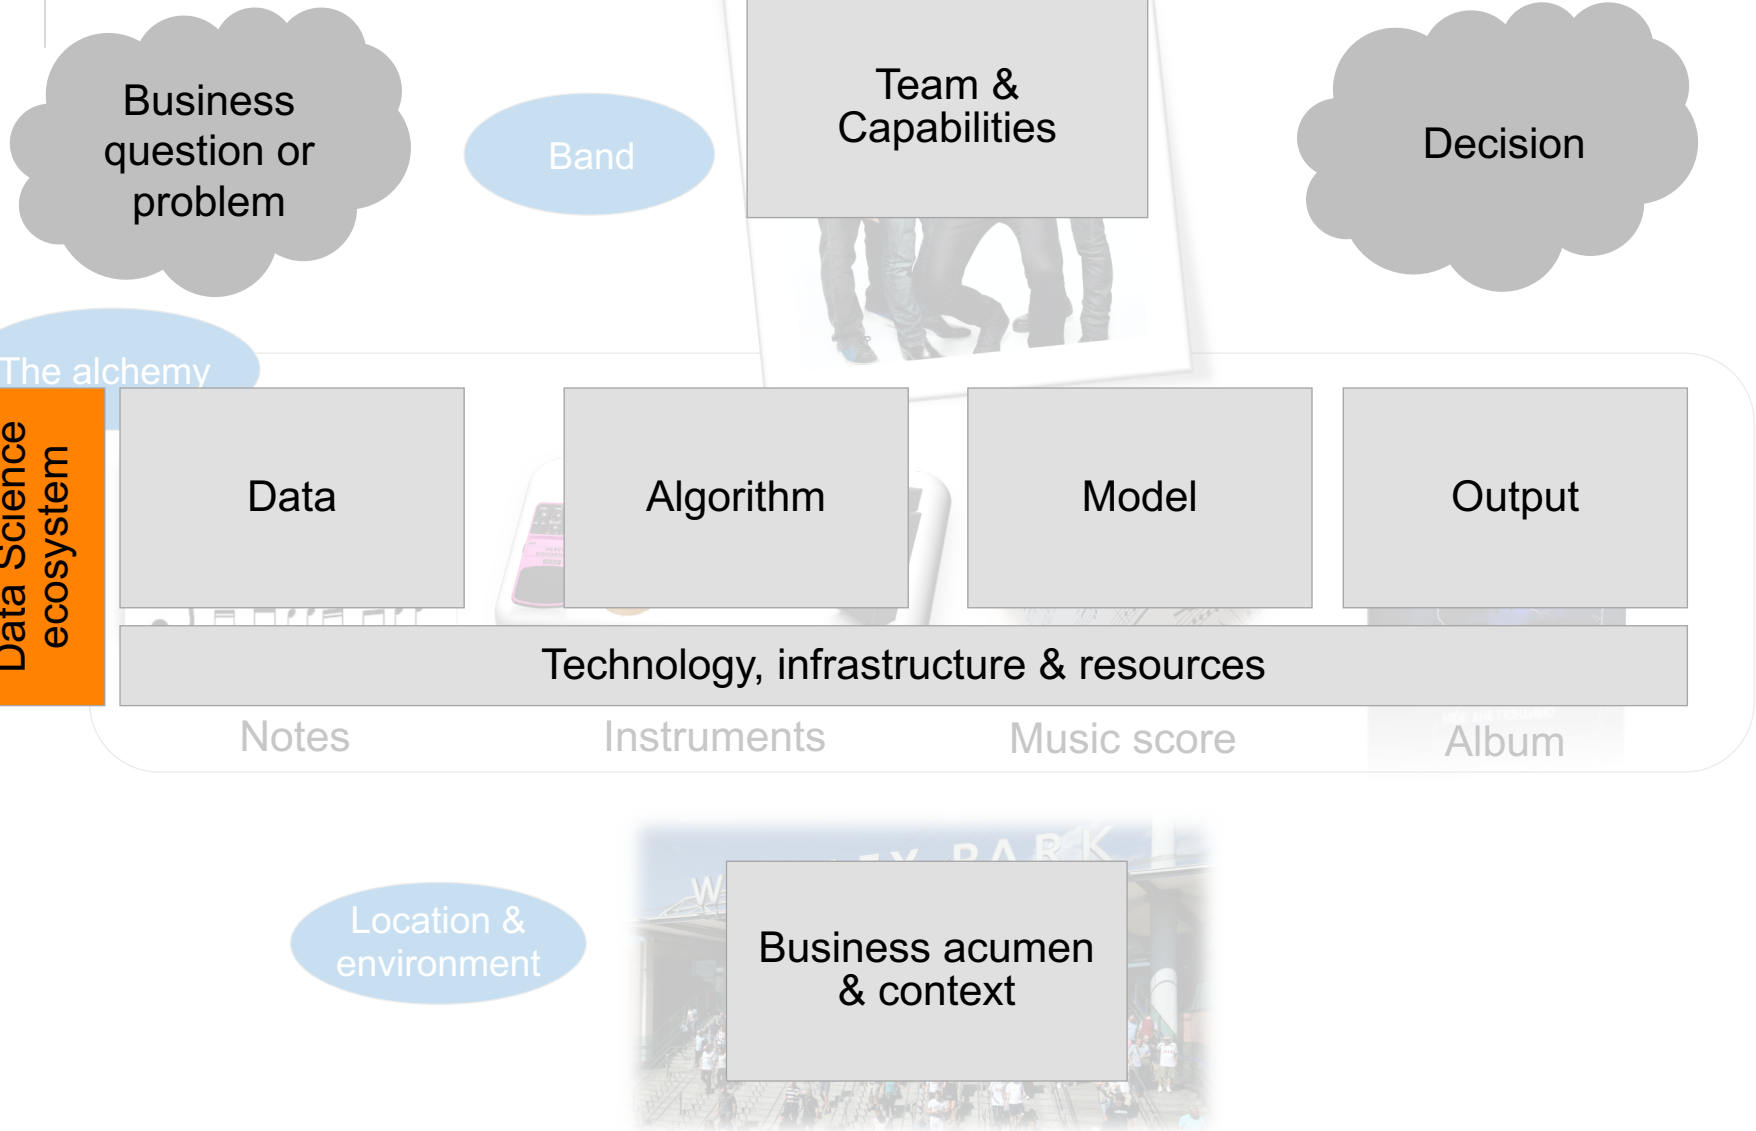 Business
question or
problem
Band
Team &
Capabilities
Decision
The alchemy
Data Science
ecosystem
Data
Algorithm
Model
Output
Technology, infrastructure & resources
Notes
Instruments
Music score
Album
PARK
Location &
environment
Business acumen
& context